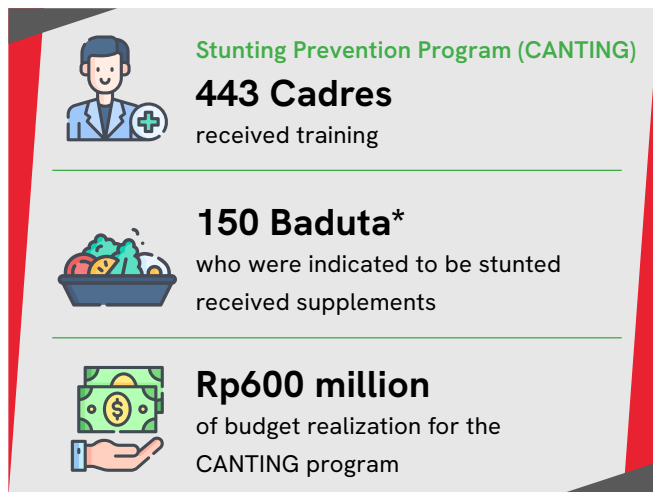 Stunting Prevention Program (CANTING)
443 Cadres
received training
150 Baduta*
who were indicated to be stunted
received supplements
Rp600 million
of budget realization for the
CANTING program